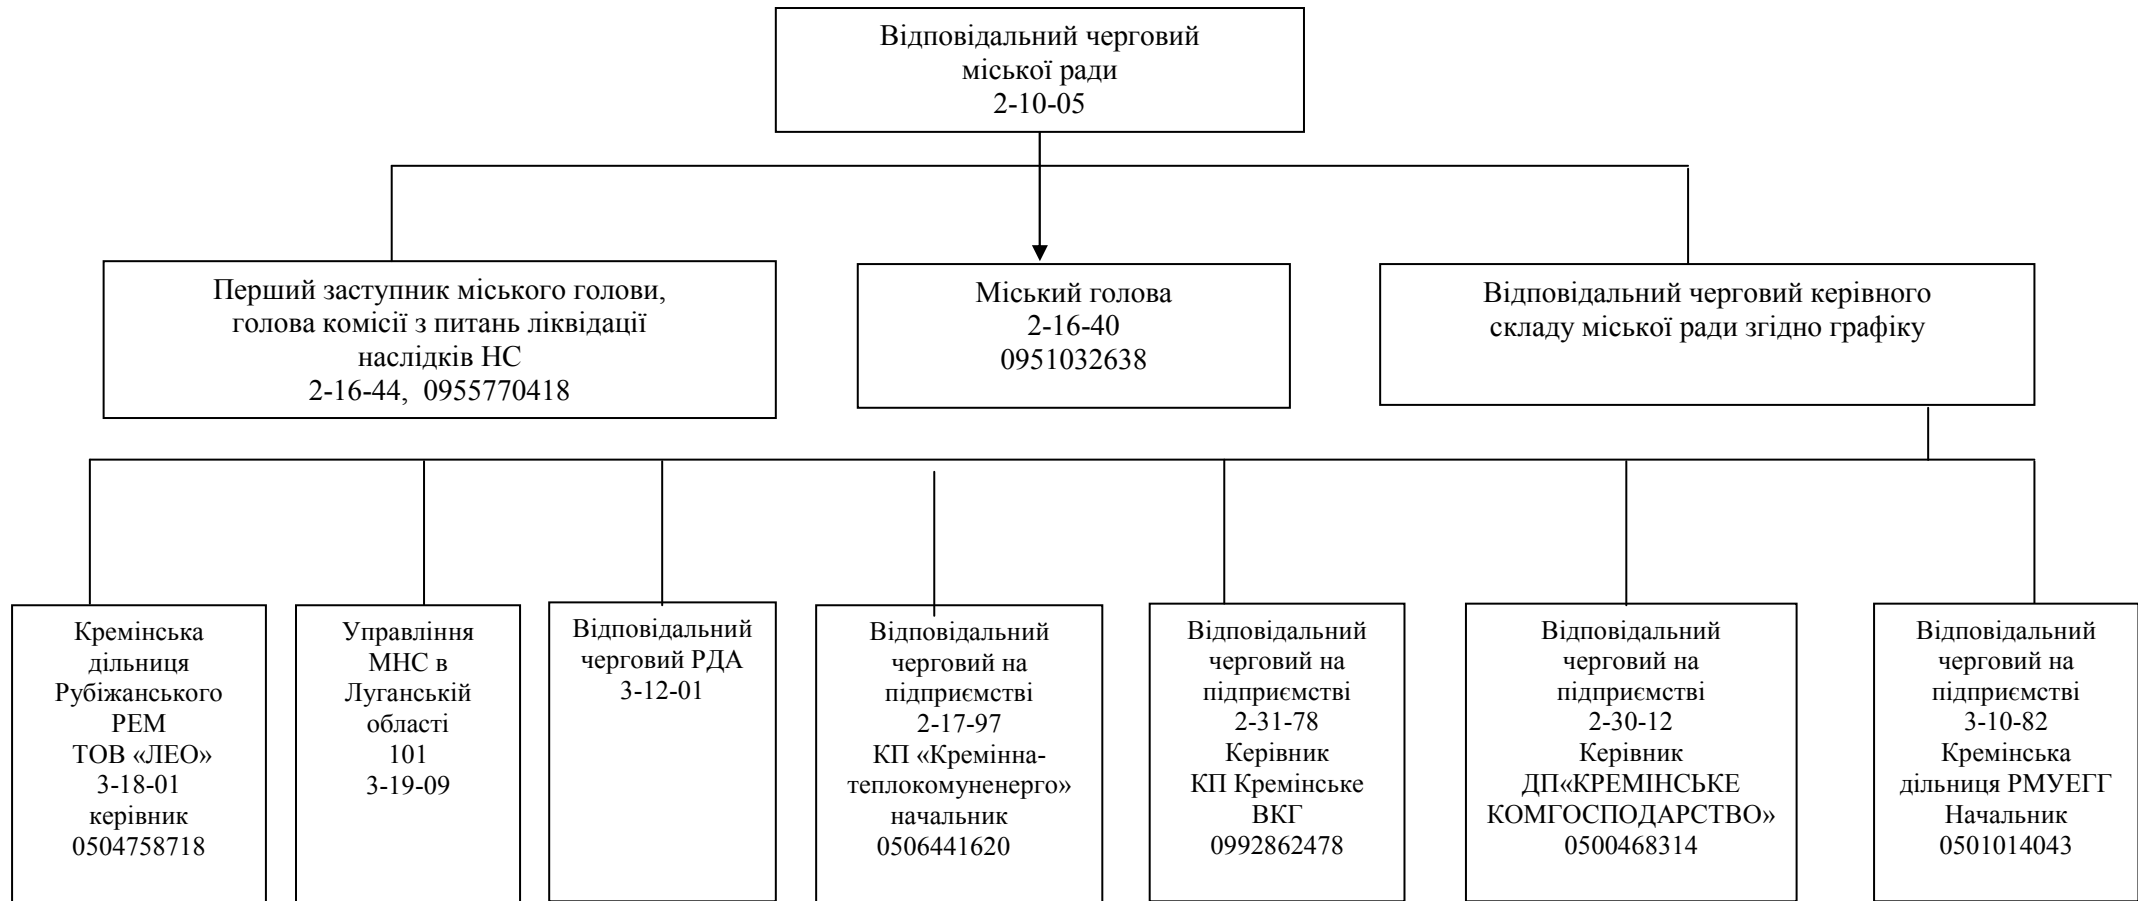 Відповідальний черговий
міської ради
2-10-05
Перший заступник міського голови,
голова комісії з питань ліквідації
наслідків НС
2-16-44, 0955770418
Міський голова
2-16-40
0951032638
Відповідальний черговий керівного
складу міської ради згідно графіку
Кремінська
дільниця
Рубіжанського
РЕМ
ТОВ «ЛЕО»
3-18-01
керівник
0504758718
Управління
МНС в
Луганській
області
101
3-19-09
Відповідальний
черговий РДА
3-12-01
Відповідальний
черговий на
підприємстві
2-17-97
КП «Кремінна-
теплокомуненерго»
начальник
0506441620
Відповідальний
черговий на
підприємстві
2-31-78
Керівник
КП Кремінське
ВКГ
0992862478
Відповідальний
черговий на
підприємстві
2-30-12
Керівник
ДП«КРЕМІНСЬКЕ
КОМГОСПОДАРСТВО»
0500468314
Відповідальний
черговий на
підприємстві
3-10-82
Кремінська
дільниця РМУЕГГ
Начальник
0501014043